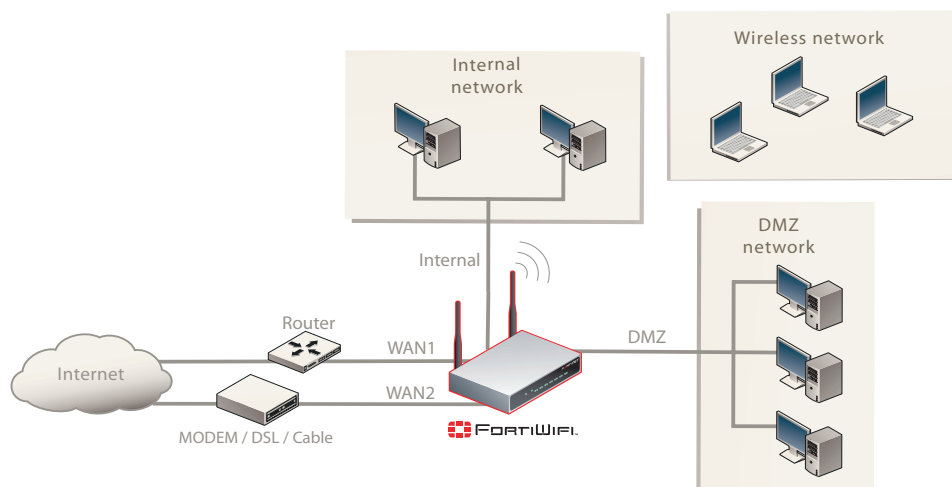 Wireless network
Internal
network
DMZ
network
Internal
Router
WAN1
DMZ
Internet
WAN2
MODEM / DSL / Cable
FORTIWIFI